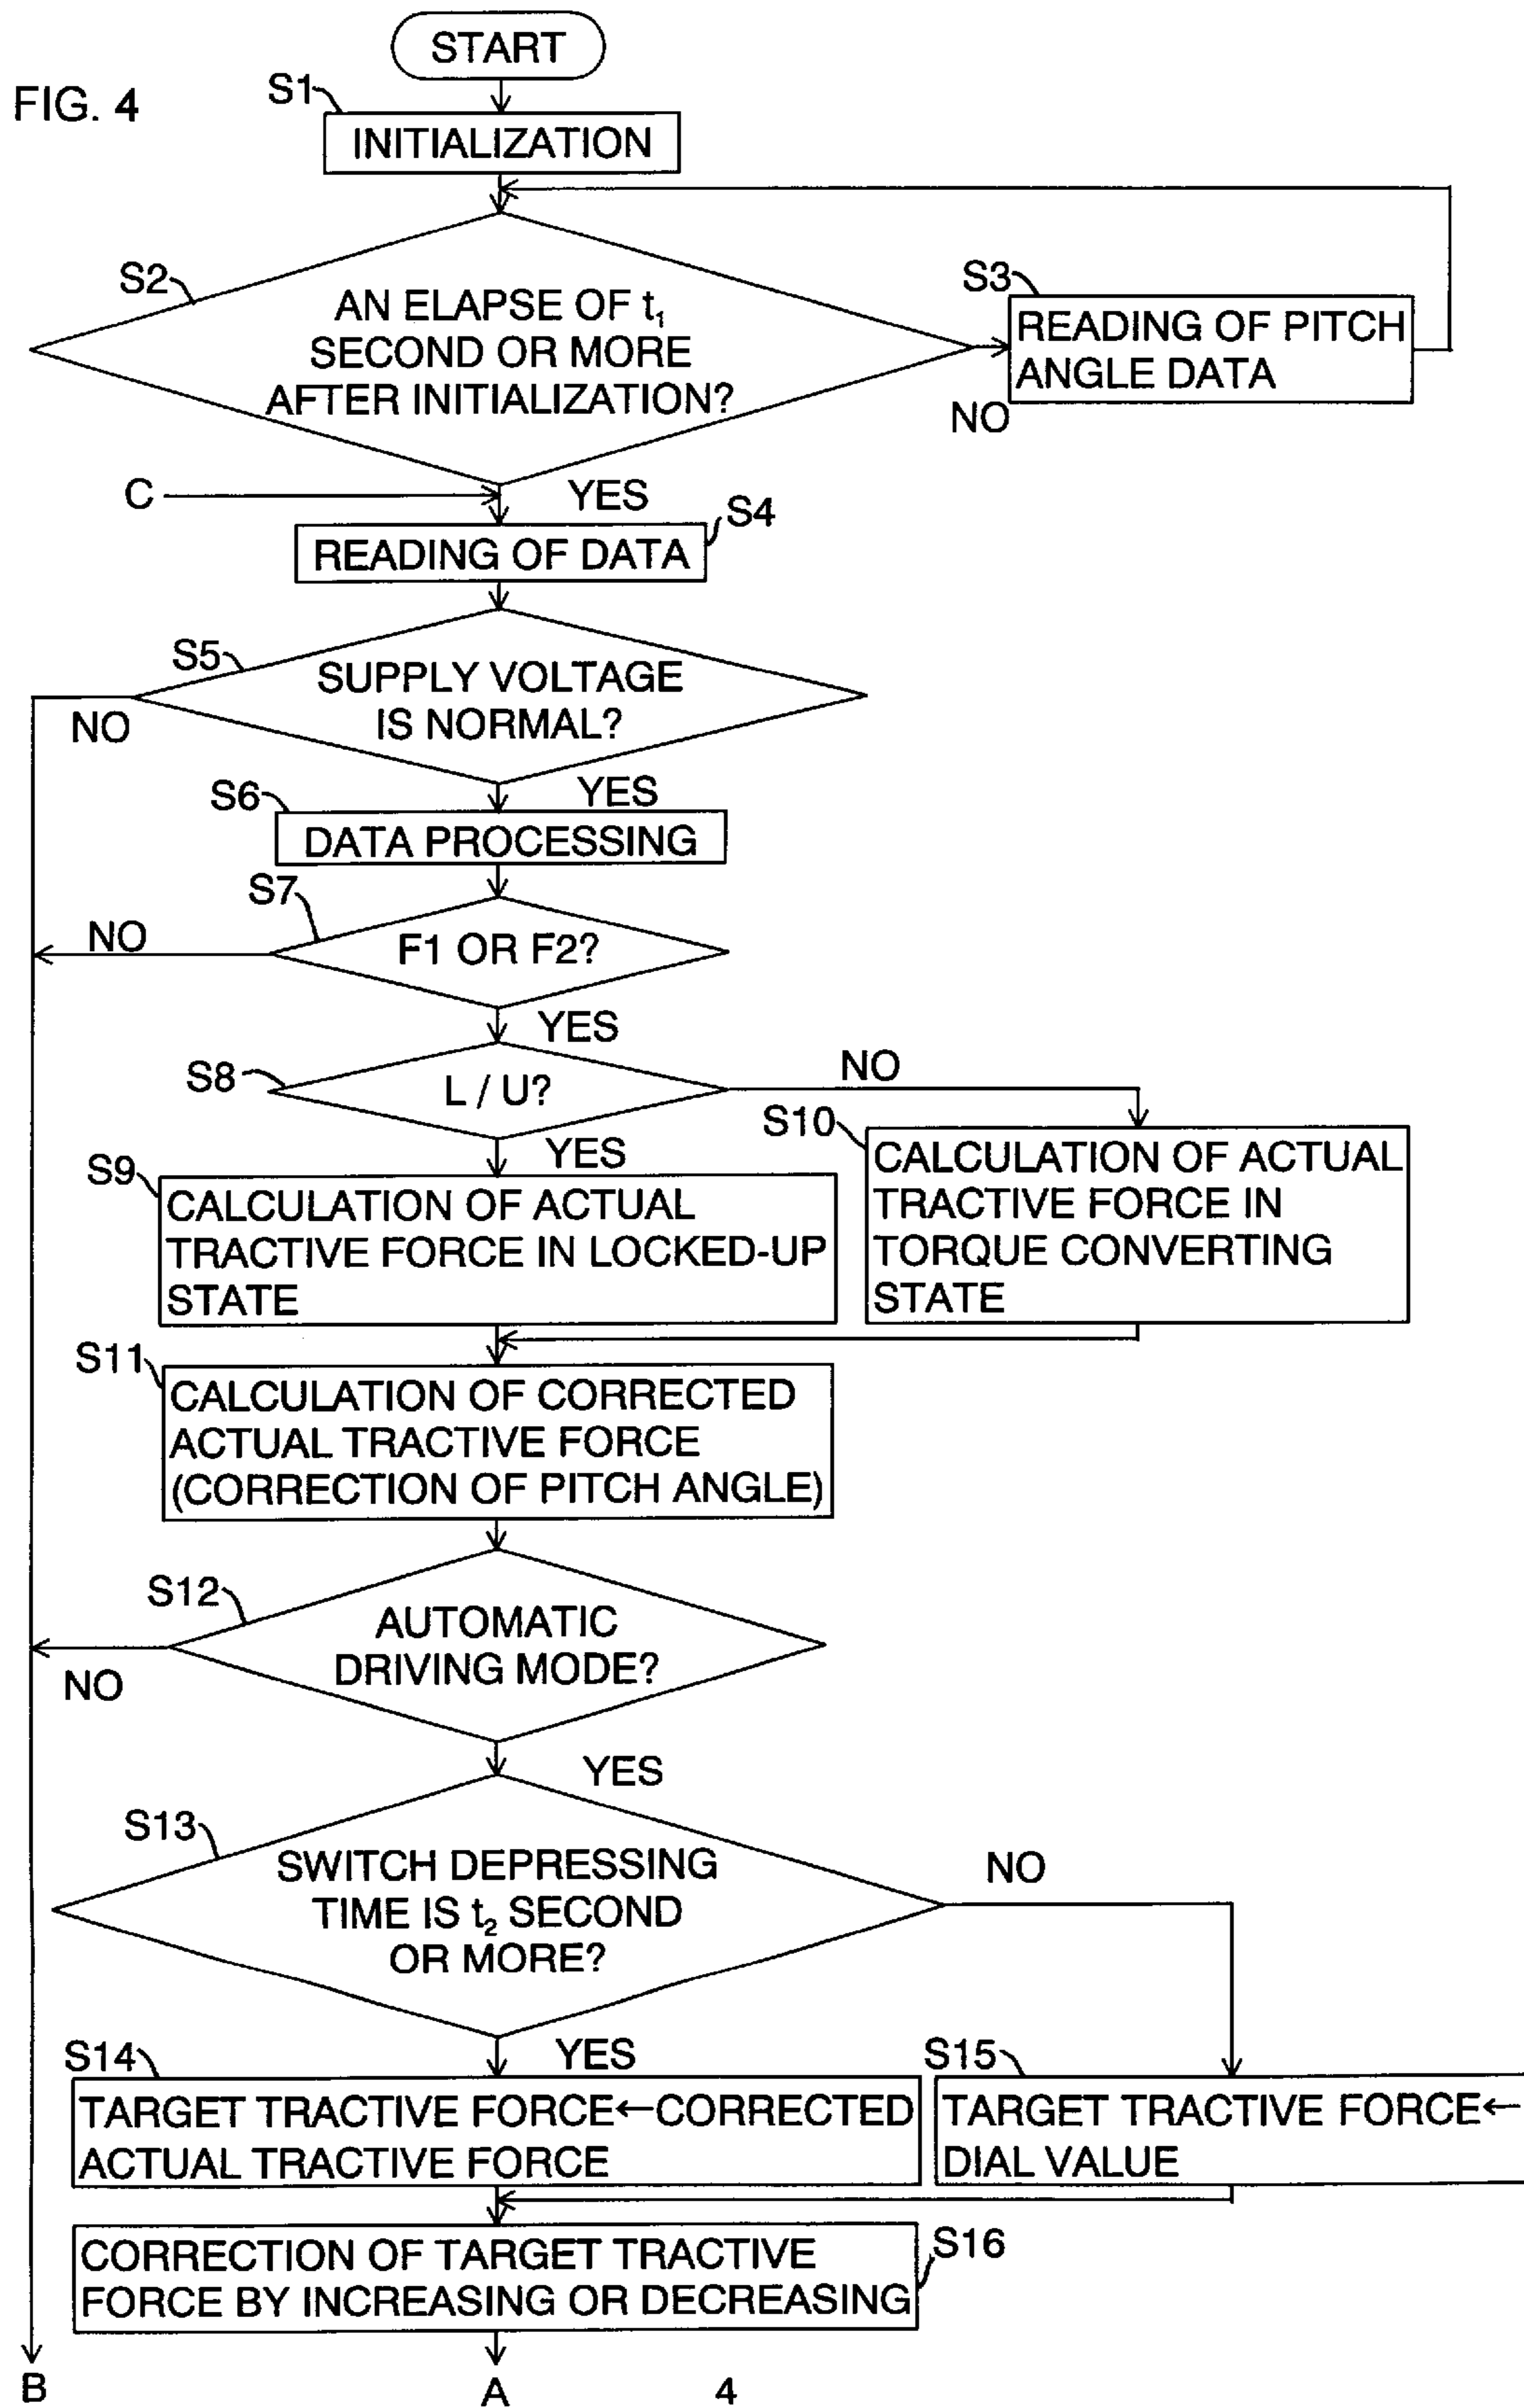 START
FIG. 4
S1
INITIALIZATION
S2
AN ELAPSE OF t₁
SECOND OR MORE
AFTER INITIALIZATION?
S3
READING OF PITCH
ANGLE DATA
NO
C
YES
S4
READING OF DATA
S5
SUPPLY VOLTAGE
IS NORMAL?
NO
YES
S6
DATA PROCESSING
S7
NO
F1 OR F2?
YES
S8
L / U?
NO
YES
S9
CALCULATION OF ACTUAL
TRACTIVE FORCE IN LOCKED-UP
STATE
S10
CALCULATION OF ACTUAL
TRACTIVE FORCE IN
TORQUE CONVERTING
STATE
S11
CALCULATION OF CORRECTED
ACTUAL TRACTIVE FORCE
(CORRECTION OF PITCH ANGLE)
S12
AUTOMATIC
DRIVING MODE?
NO
YES
S13
SWITCH DEPRESSING
TIME IS t₂ SECOND
OR MORE?
NO
YES
S14
TARGET TRACTIVE FORCE←CORRECTED
ACTUAL TRACTIVE FORCE
S15
TARGET TRACTIVE FORCE←
DIAL VALUE
S16
CORRECTION OF TARGET TRACTIVE
FORCE BY INCREASING OR DECREASING
B
A
4